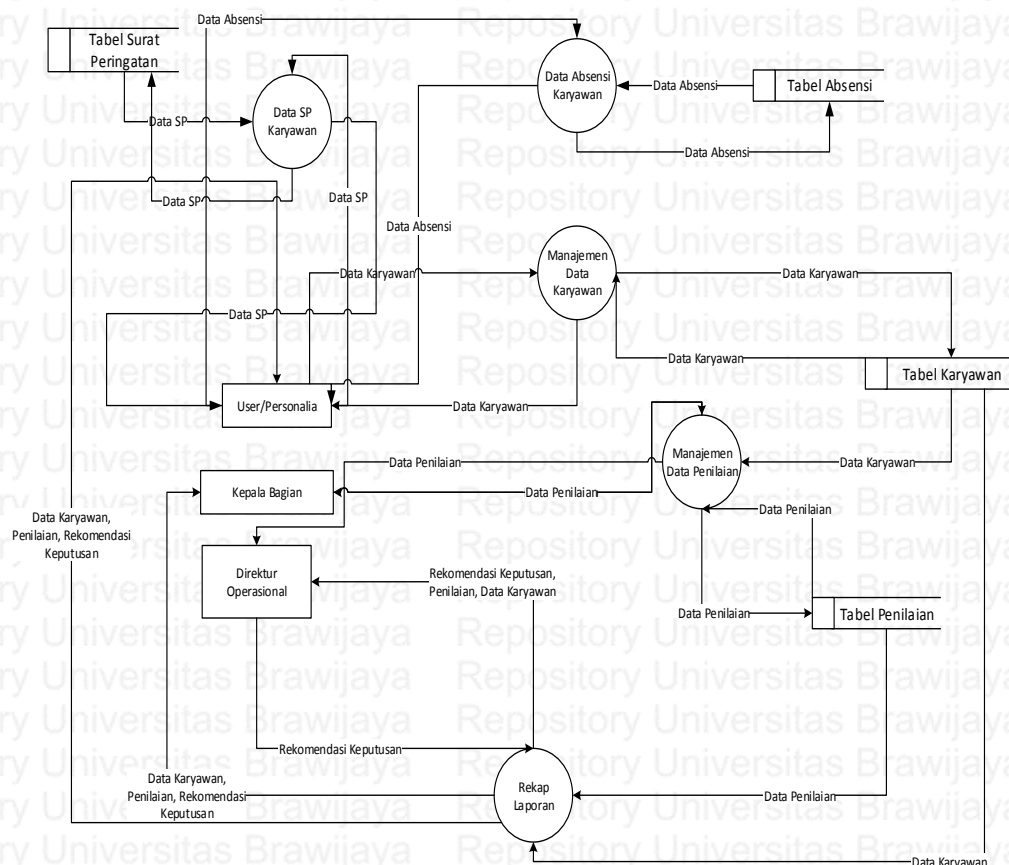 Data Absensi
Tabel Surat
Peringatan
Data SP
Karyawan
Data Absensi
Karyawan
Data Absensi
Tabel Absensi
Data SP
Data Absensi
Data SP
Data SP
Data Absensi
Manajemen
Data
Karyawan
Data Karyawan
Data Karyawan
Data SP
Data Karyawan
Tabel Karyawan
User/Personalia
Data Karyawan
Manajemen
Data Penilaian
Data Penilaian
Data Karyawan
Kepala Bagian
Data Penilaian
Data Penilaian
Data Karyawan,
Penilaian, Rekomendasi
Keputusan
Direktur
Operasional
Rekomendasi Keputusan,
Penilaian, Data Karyawan
Data Penilaian
Tabel Penilaian
Rekomendasi Keputusan
Data Karyawan,
Penilaian, Rekomendasi
Keputusan
Rekap
Laporan
Data Penilaian
Data Karyawan
Repository Universitas Brawijaya